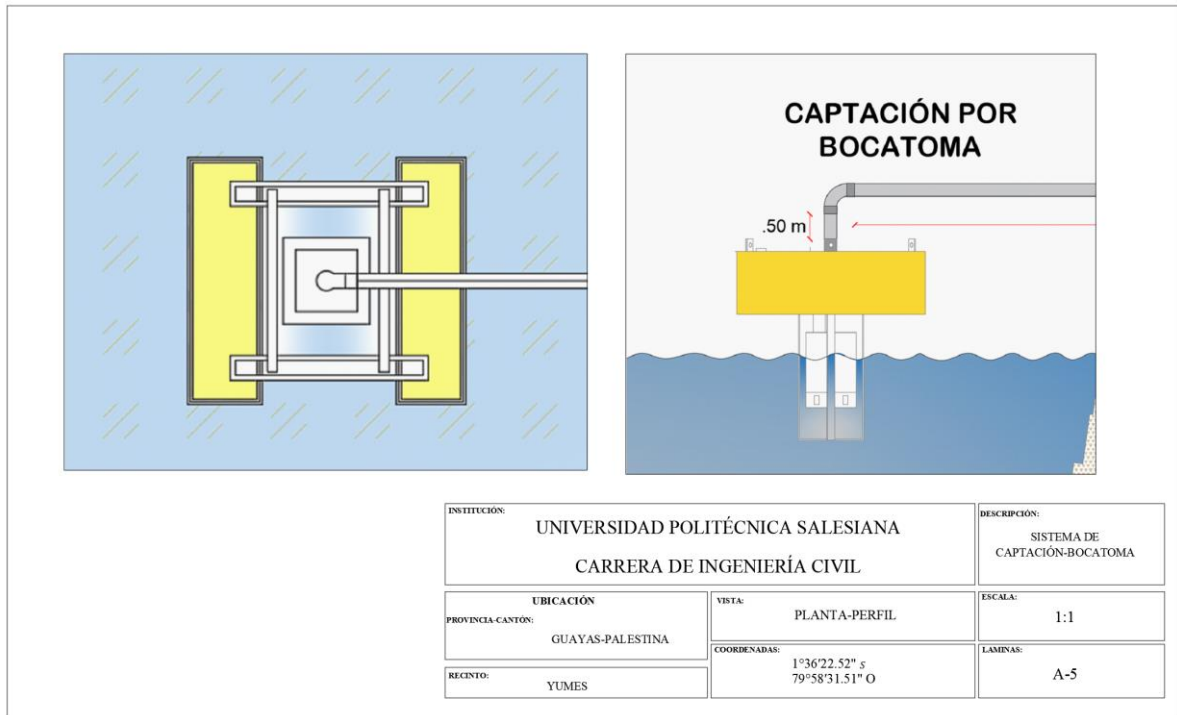 CAPTACIÓN POR
BOCATOMA
.50 m
INSTITUCIÓN:
UNIVERSIDAD POLITÉCNICA SALESIANA
CARRERA DE INGENIERÍA CIVIL
DESCRIPCIÓN:
SISTEMA DE
CAPTACIÓN-BOCATOMA
UBICACIÓN
PROVINCIA-CANTÓN:
GUAYAS-PALESTINA
VISTA:
PLANTA-PERFIL
ESCALA:
1:1
RECINTO:
YUMES
COORDENADAS:
1°36'22.52" s
79°58'31.51" O
LAMINAS:
A-5